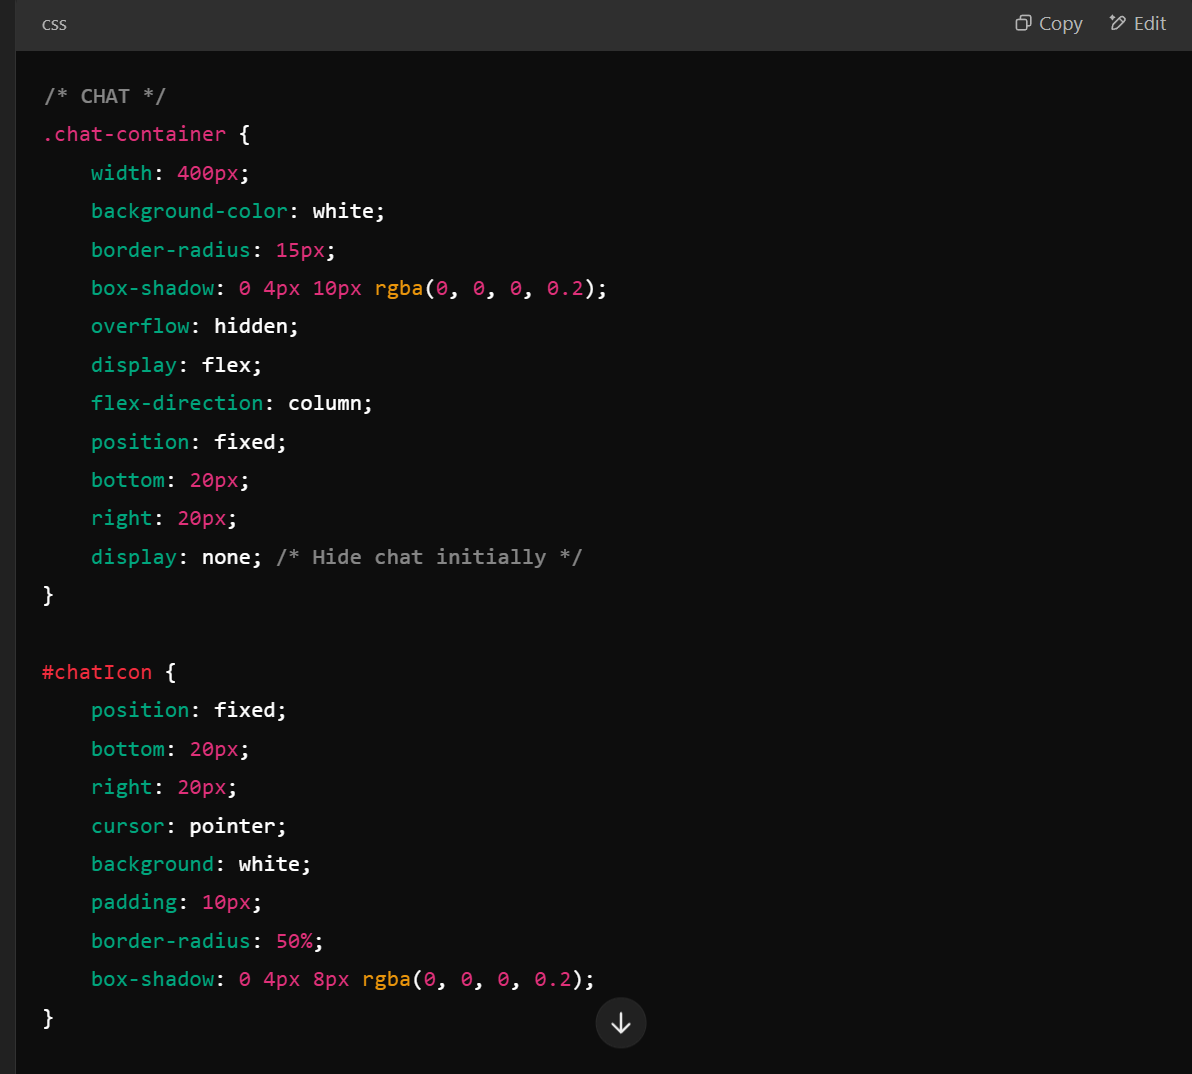 css
Copy
Edit
/* CHAT */
.chat-container {
    width: 400px;
    background-color: white;
    border-radius: 15px;
    box-shadow: 0 4px 10px rgba(0, 0, 0, 0.2);
    overflow: hidden;
    display: flex;
    flex-direction: column;
    position: fixed;
    bottom: 20px;
    right: 20px;
    display: none; /* Hide chat initially */
}

#chatIcon {
    position: fixed;
    bottom: 20px;
    right: 20px;
    cursor: pointer;
    background: white;
    padding: 10px;
    border-radius: 50%;
    box-shadow: 0 4px 8px rgba(0, 0, 0, 0.2);
}